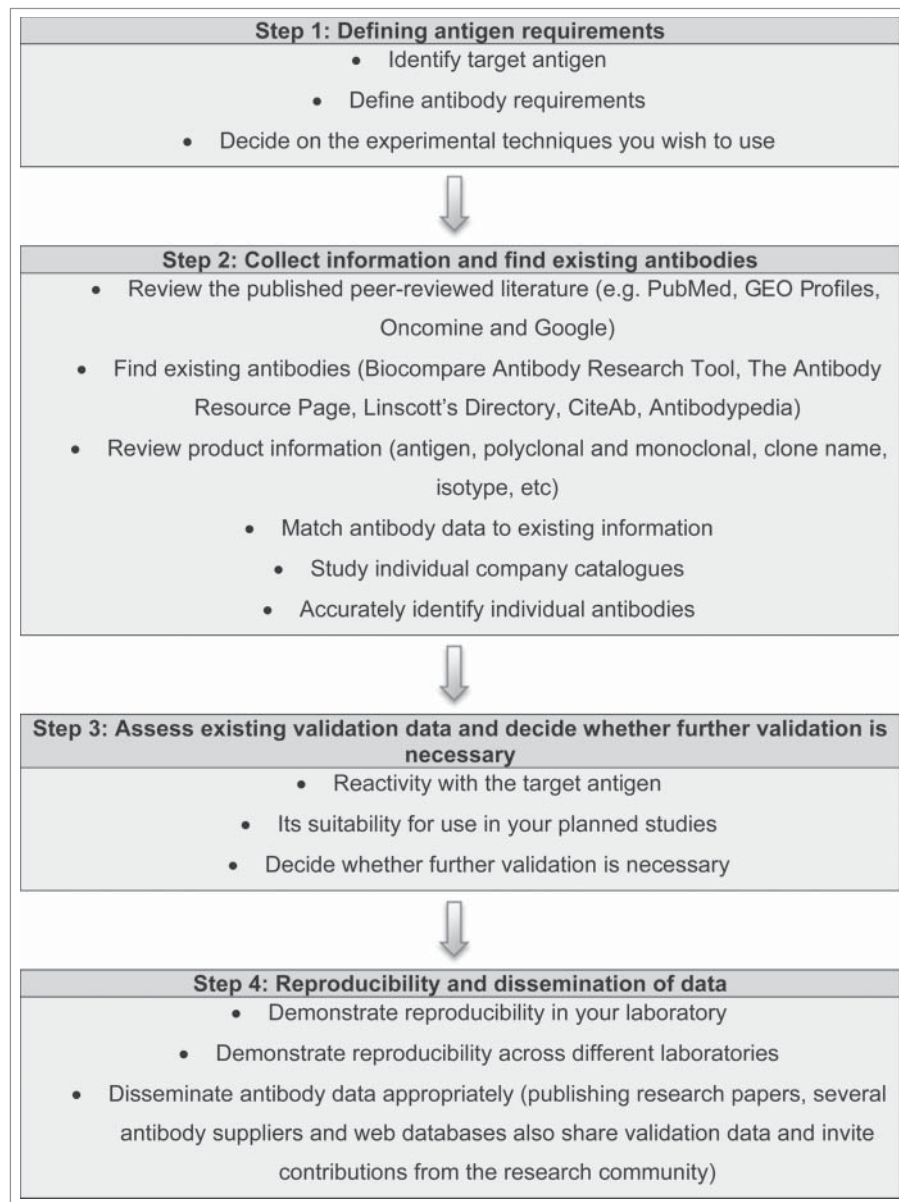 Step 1: Defining antigen requirements
• Identify target antigen
• Define antibody requirements
• Decide on the experimental techniques you wish to use
Step 2: Collect information and find existing antibodies
• Review the published peer-reviewed literature (e.g. PubMed, GEO Profiles,
Oncomine and Google)
• Find existing antibodies (Biocompare Antibody Research Tool, The Antibody
Resource Page, Linscott's Directory, CiteAb, Antibodypedia)
• Review product information (antigen, polyclonal and monoclonal, clone name,
isotype, etc)
• Match antibody data to existing information
• Study individual company catalogues
• Accurately identify individual antibodies
Step 3: Assess existing validation data and decide whether further validation is
necessary
• Reactivity with the target antigen
• Its suitability for use in your planned studies
• Decide whether further validation is necessary
Step 4: Reproducibility and dissemination of data
• Demonstrate reproducibility in your laboratory
• Demonstrate reproducibility across different laboratories
• Disseminate antibody data appropriately (publishing research papers, several
antibody suppliers and web databases also share validation data and invite
contributions from the research community)